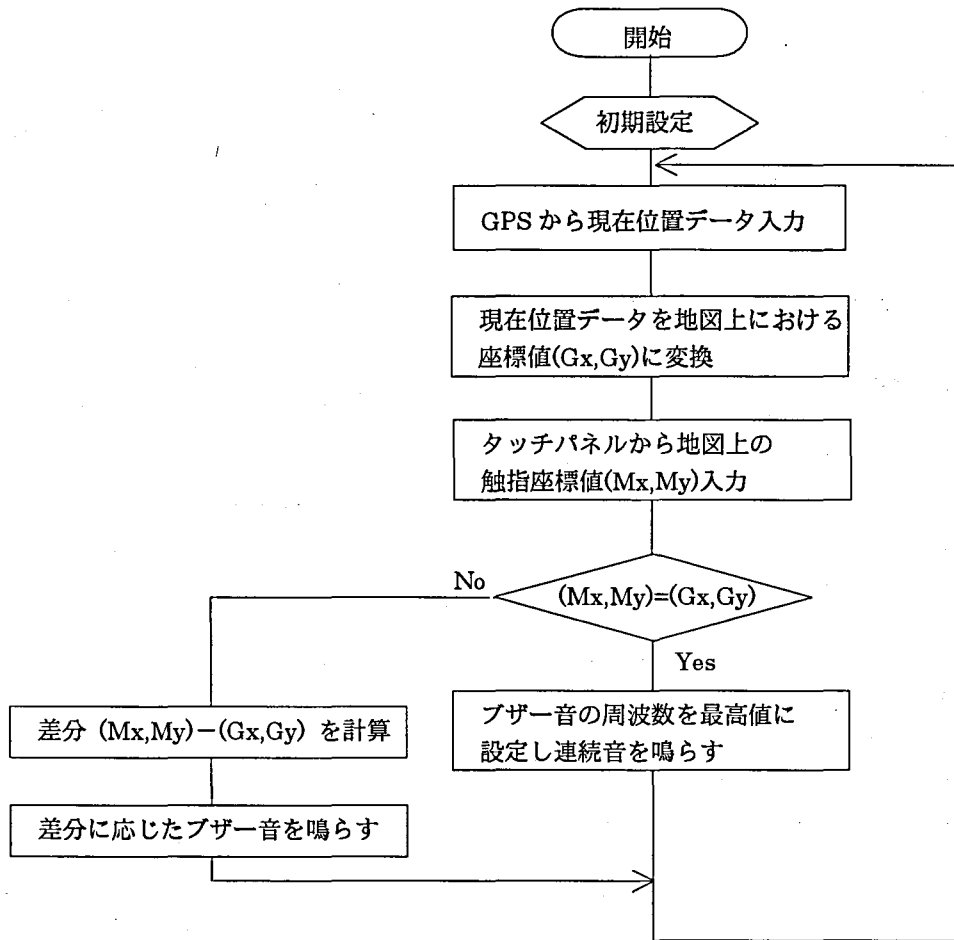 開始
初期設定
GPSから現在位置データ入力
現在位置データを地図上における
座標値(Gx,Gy)に変換
タッチパネルから地図上の
触指座標値(Mx,My)入力
(Mx,My)=(Gx,Gy)
No
Yes
差分 (Mx,My)－(Gx,Gy) を計算
差分に応じたブザー音を鳴らす
ブザー音の周波数を最高値に
設定し連続音を鳴らす